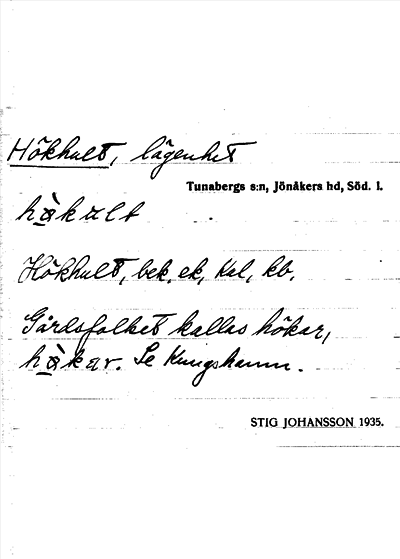 Hökhult, lägenhet
Tunabergs s:n, Jönåkers hd, Söd. l.
hö̀kult
Hökhult, bek. ek, kal, kb.
Gårdsfolket kallas hökar,
hö̀kar. Se Kungshamn.
STIG JOHANSSON 1935.